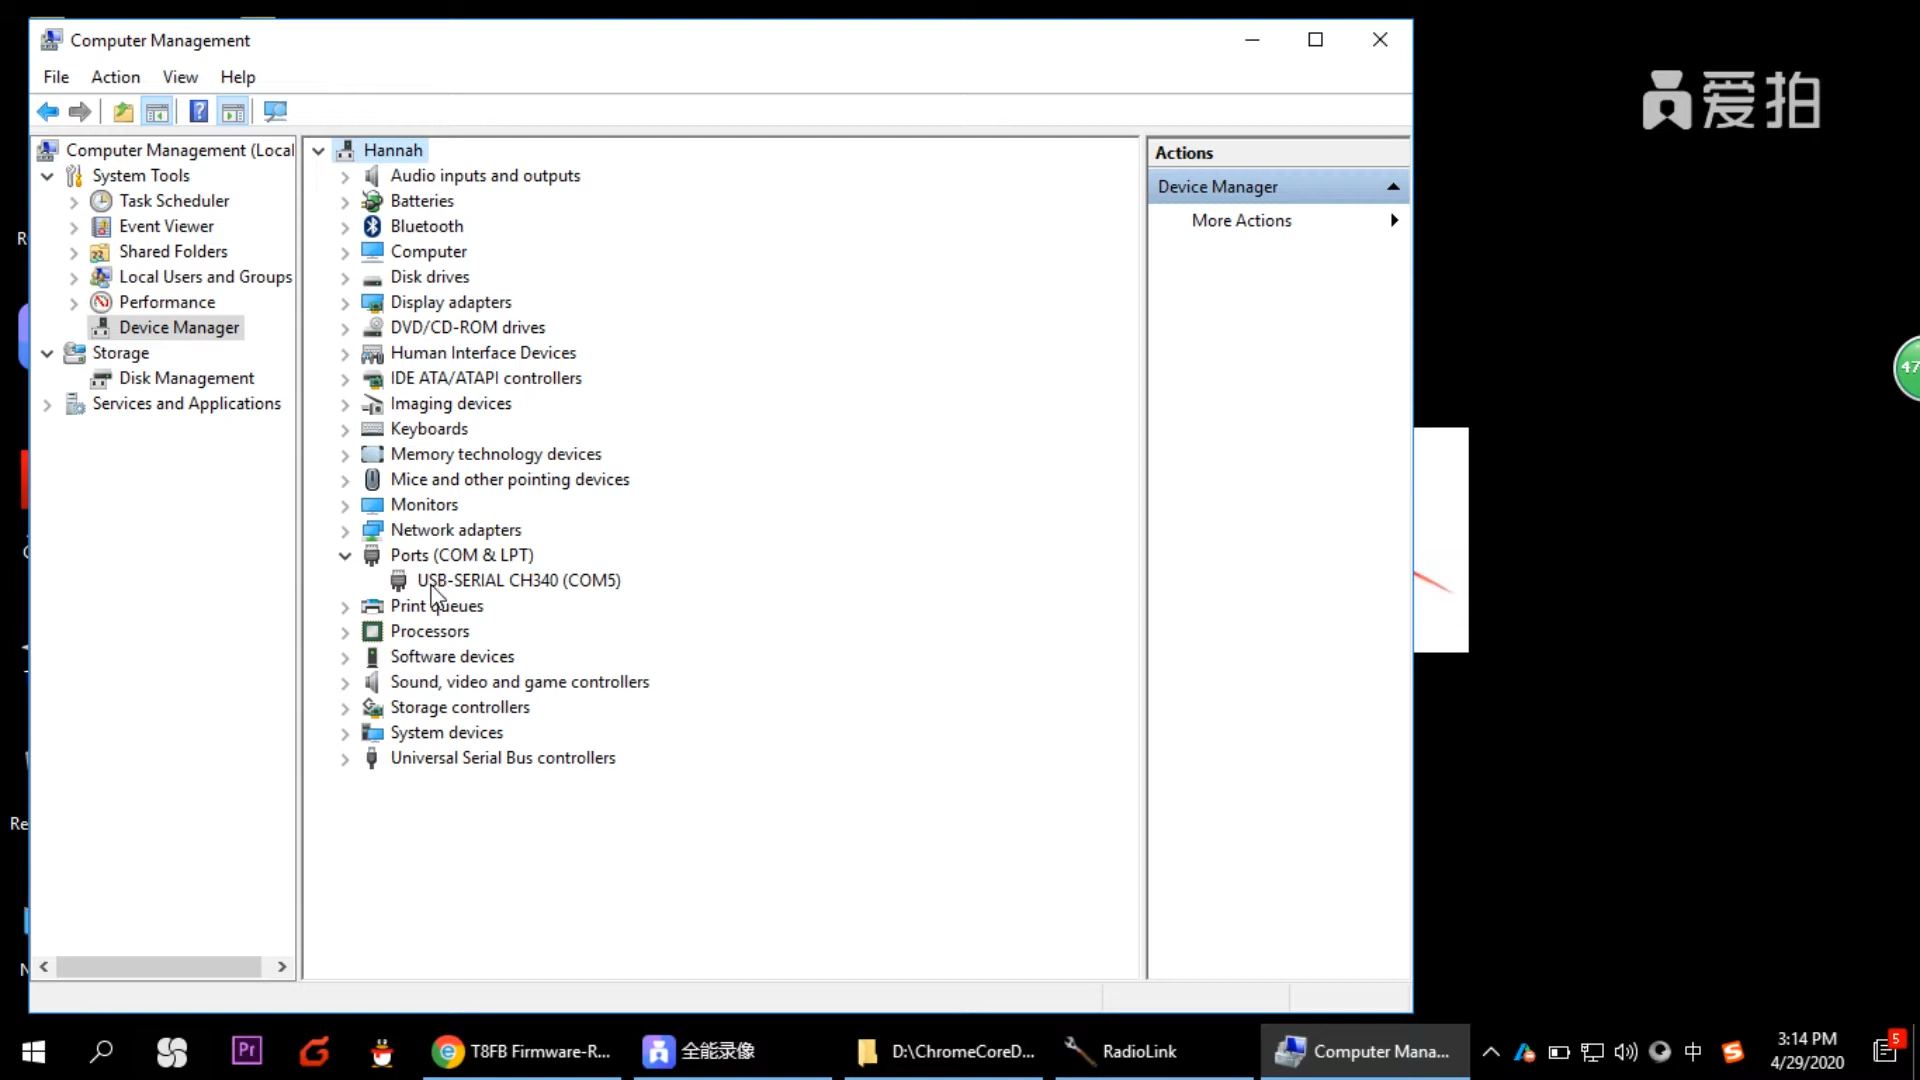 Computer Management
File Action View Help
Computer Management (Local
System Tools
Task Scheduler
Event Viewer
Shared Folders
Local Users and Groups
Performance
Device Manager
Storage
Disk Management
Services and Applications
Hannah
Audio inputs and outputs
Batteries
Bluetooth
Computer
Disk drives
Display adapters
DVD/CD-ROM drives
Human Interface Devices
IDE ATA/ATAPI controllers
Imaging devices
Keyboards
Memory technology devices
Mice and other pointing devices
Monitors
Network adapters
Ports (COM & LPT)
USB-SERIAL CH340 (COM5)
Print queues
Processors
Software devices
Sound, video and game controllers
Storage controllers
System devices
Universal Serial Bus controllers
Actions
Device Manager
More Actions
爱拍
47
R
Re
N
Pr
T8FB Firmware-R...
全能录像
D:\ChromeCoreD...
RadioLink
Computer Mana...
中
3:14 PM
4/29/2020
5